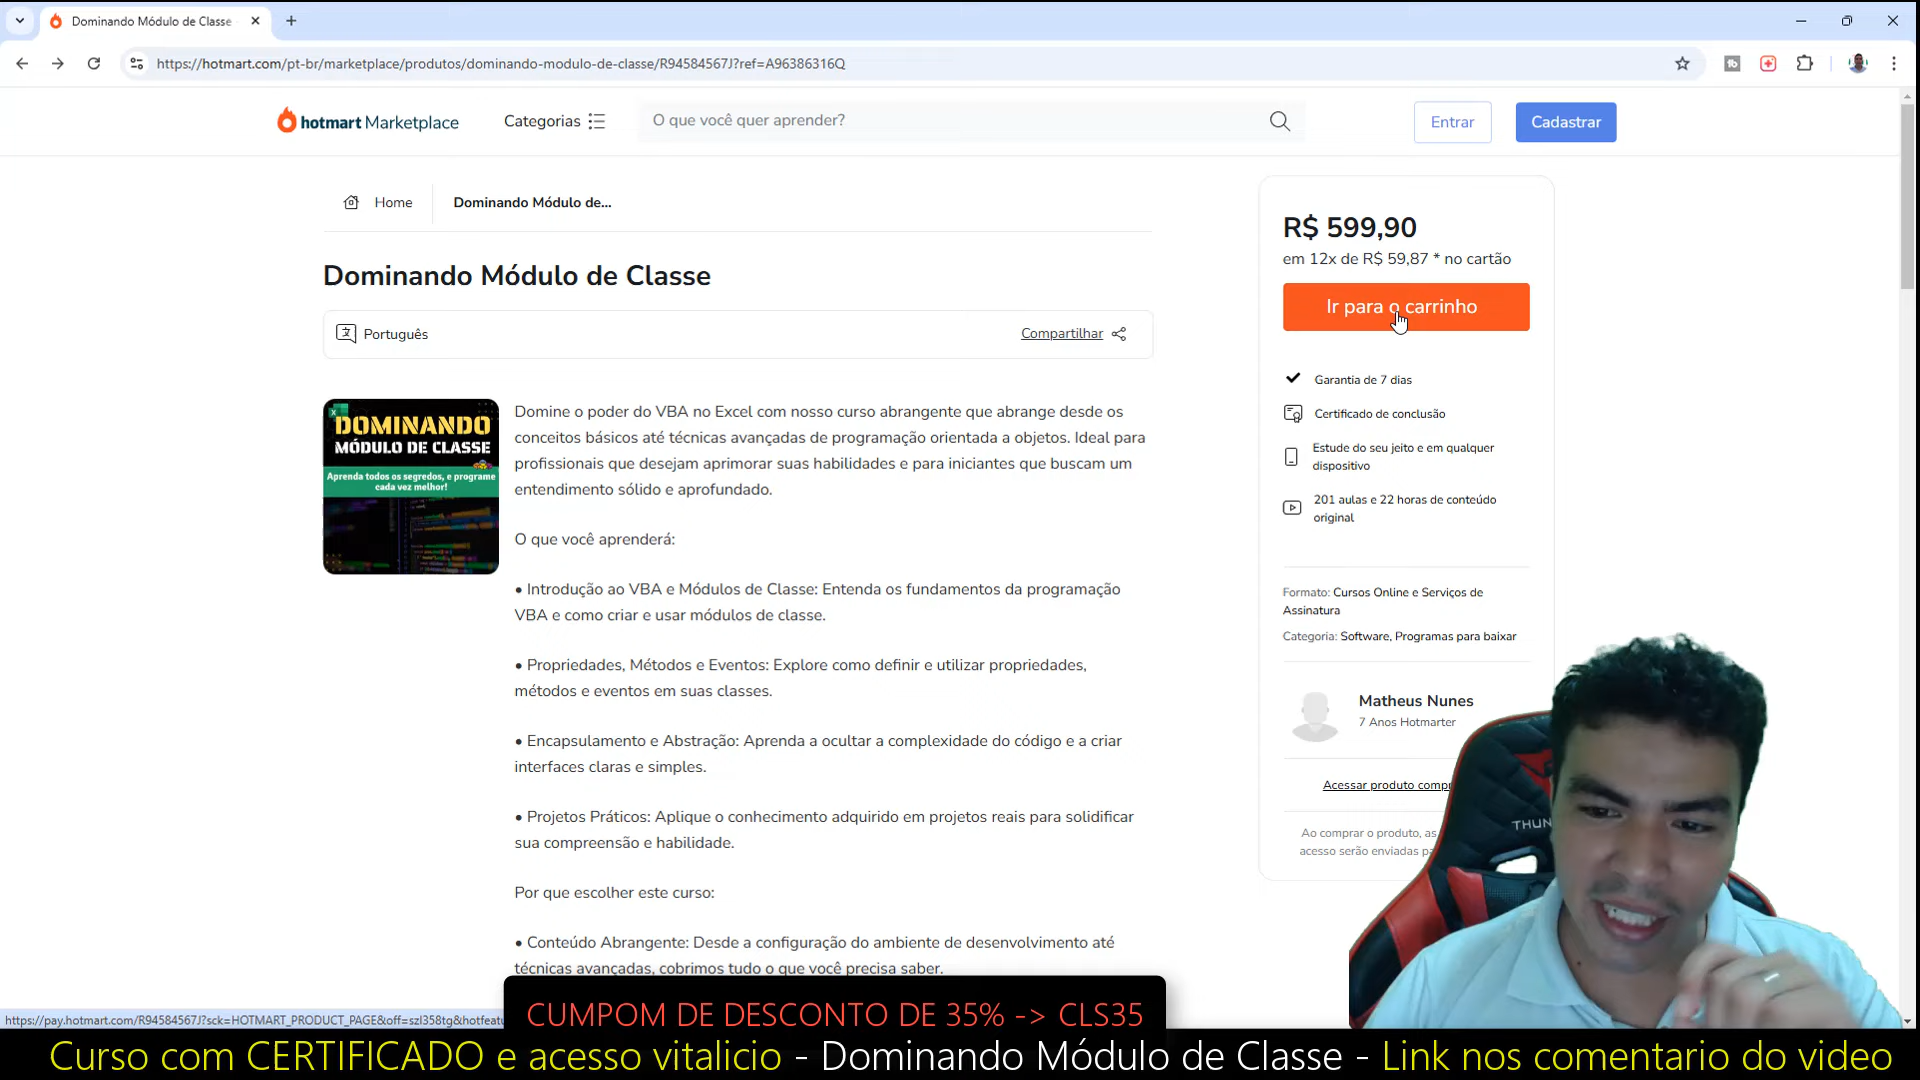 Dominando Módulo de Classe
https://hotmart.com/pt-br/marketplace/produtos/dominando-modulo-de-classe/R94584567J?ref=A96386316Q
hotmart Marketplace
Categorias
O que você quer aprender?
Entrar
Cadastrar
Home
Dominando Módulo de...
Dominando Módulo de Classe
Português
Compartilhar
DOMINANDO
MÓDULO DE CLASSE
Aprenda todos os segredos, e programe
cada vez melhor!
Domine o poder do VBA no Excel com nosso curso abrangente que abrange desde os
conceitos básicos até técnicas avançadas de programação orientada a objetos. Ideal para
profissionais que desejam aprimorar suas habilidades e para iniciantes que buscam um
entendimento sólido e aprofundado.
O que você aprenderá:
• Introdução ao VBA e Módulos de Classe: Entenda os fundamentos da programação
VBA e como criar e usar módulos de classe.
• Propriedades, Métodos e Eventos: Explore como definir e utilizar propriedades,
métodos e eventos em suas classes.
• Encapsulamento e Abstração: Aprenda a ocultar a complexidade do código e a criar
interfaces claras e simples.
• Projetos Práticos: Aplique o conhecimento adquirido em projetos reais para solidificar
sua compreensão e habilidade.
Por que escolher este curso:
• Conteúdo Abrangente: Desde a configuração do ambiente de desenvolvimento até
técnicas avançadas, cobrimos tudo o que você precisa saber.
R$ 599,90
em 12x de R$ 59,87 * no cartão
Ir para o carrinho
Garantia de 7 dias
Certificado de conclusão
Estude do seu jeito e em qualquer
dispositivo
201 aulas e 22 horas de conteúdo
original
Formato: Cursos Online e Serviços de
Assinatura
Categoria: Software, Programas para baixar
Matheus Nunes
7 Anos Hotmarter
Acessar produto comp
Ao comprar o produto, as
acesso serão enviadas
THUN
https://pay.hotmart.com/R94584567J?sck=HOTMART_PRODUCT_PAGE&off=szl358tg&hotfeatu
CUMPOM DE DESCONTO DE 35% -> CLS35
Curso com CERTIFICADO e acesso vitalicio - Dominando Módulo de Classe - Link nos comentario do video